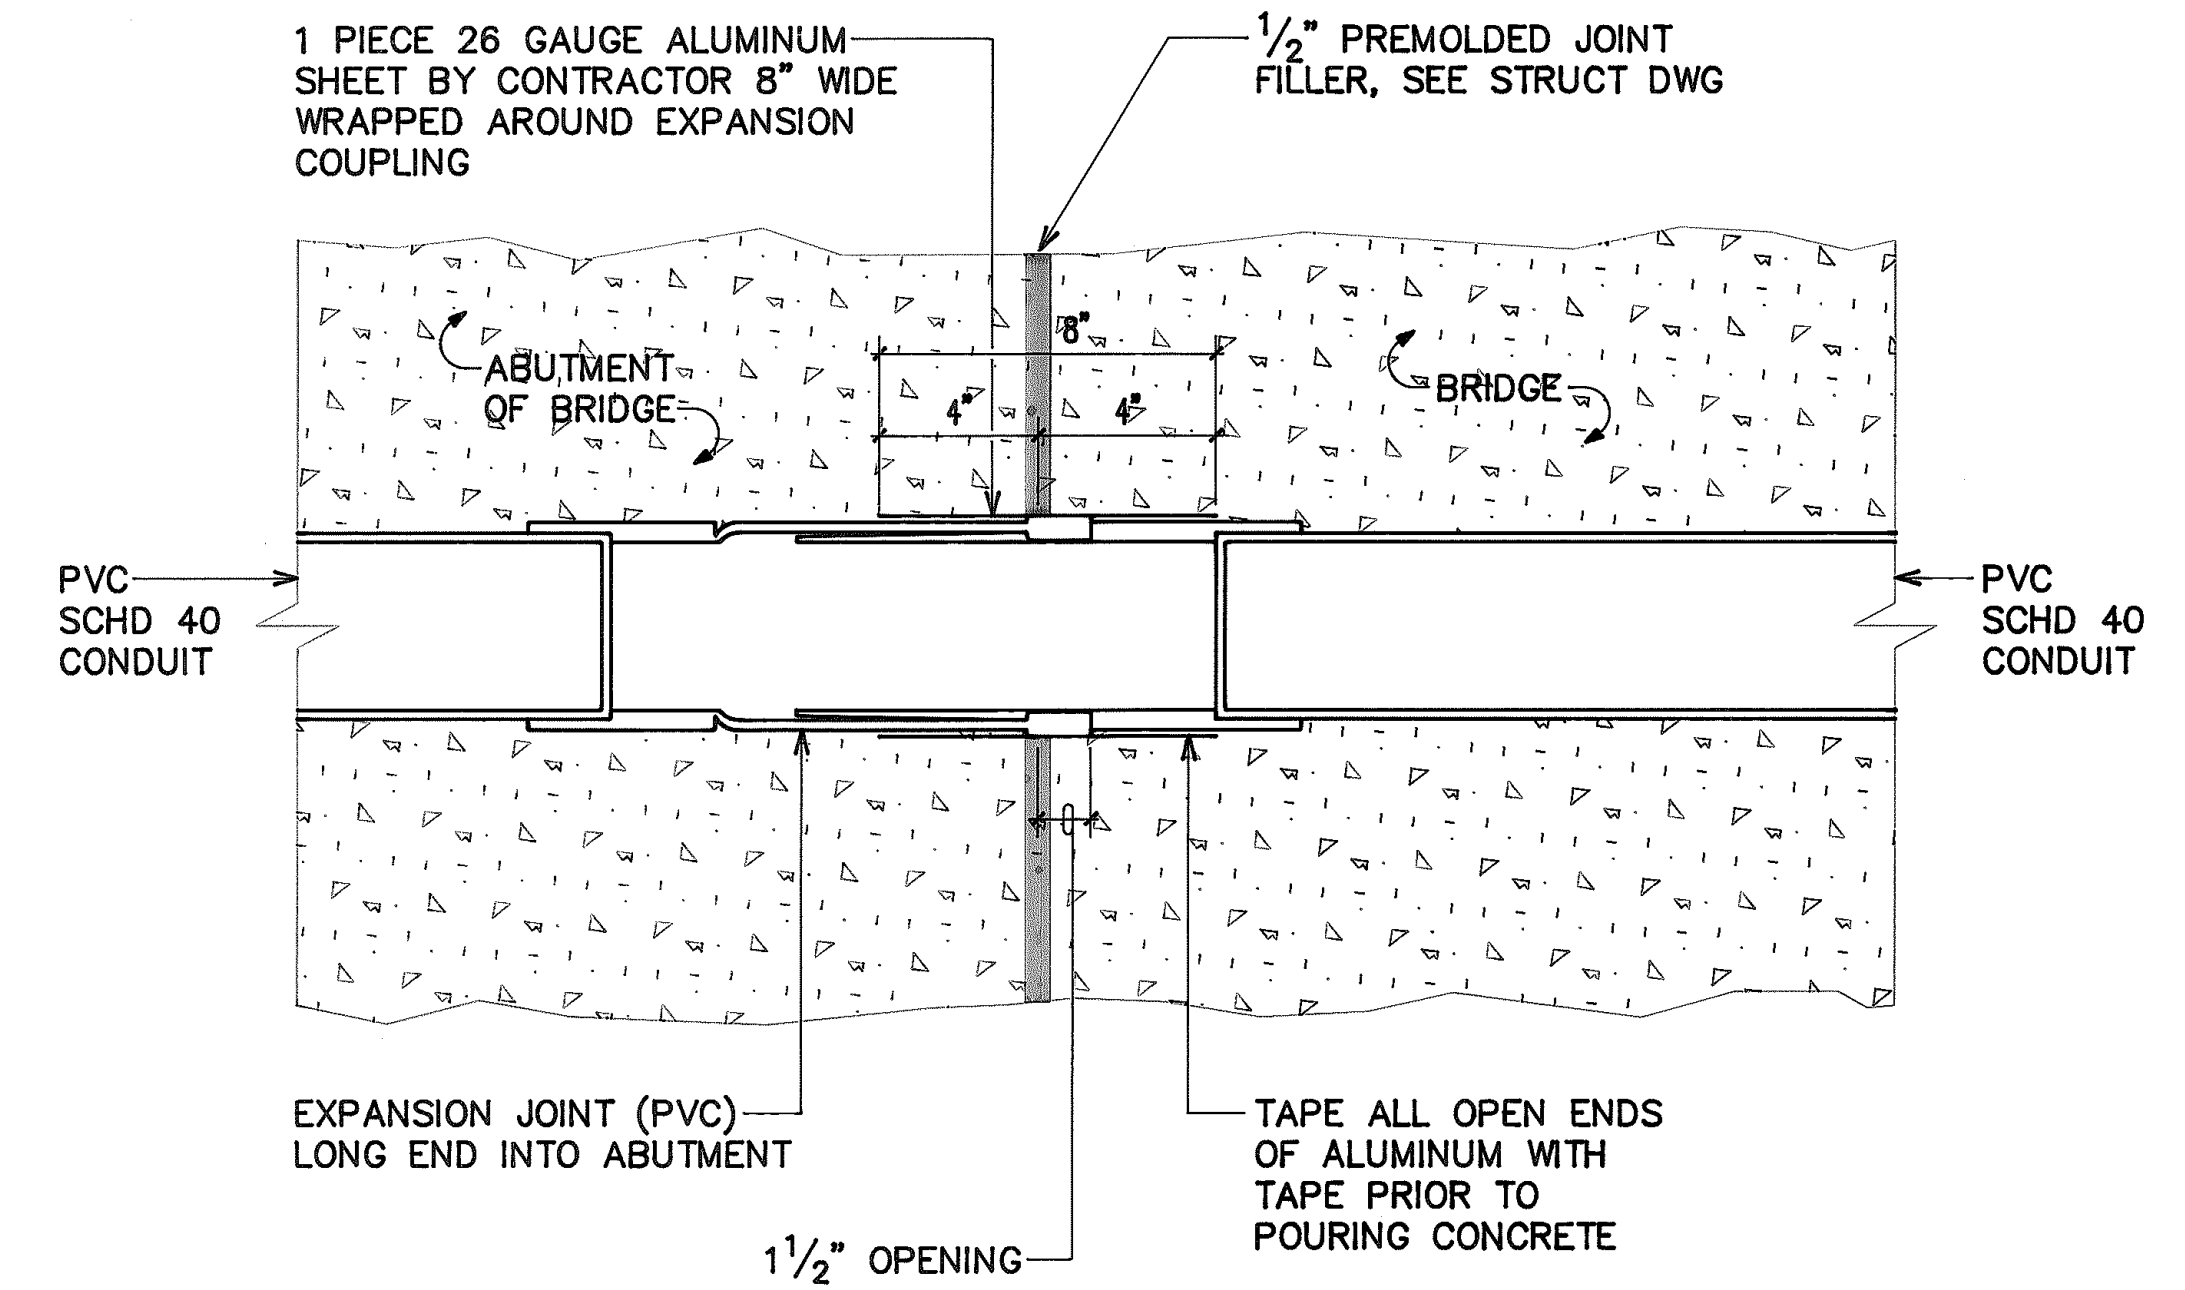 1 PIECE 26 GAUGE ALUMINUM
SHEET BY CONTRACTOR 8" WIDE
WRAPPED AROUND EXPANSION
COUPLING
1/2" PREMOLDED JOINT
FILLER, SEE STRUCT DWG
8"
ABUTMENT
OF BRIDGE
4"
4"
BRIDGE
PVC
SCHD 40
CONDUIT
PVC
SCHD 40
CONDUIT
EXPANSION JOINT (PVC)
LONG END INTO ABUTMENT
TAPE ALL OPEN ENDS
OF ALUMINUM WITH
TAPE PRIOR TO
POURING CONCRETE
1 1/2" OPENING